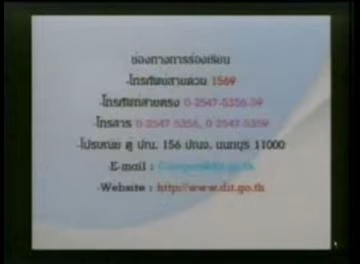 ช่องทางการร้องเรียน
-โทรศัพท์สายด่วน 1569
-โทรศัพท์สายตรง 0-2547-5356-59
-โทรสาร 0-2547-5356, 0-2547-5359
-ไปรษณีย์ ตู้ ปณ. 156 ปณจ. นนทบุรี 11000
-E-mail :
-Website : http://www.dit.go.th